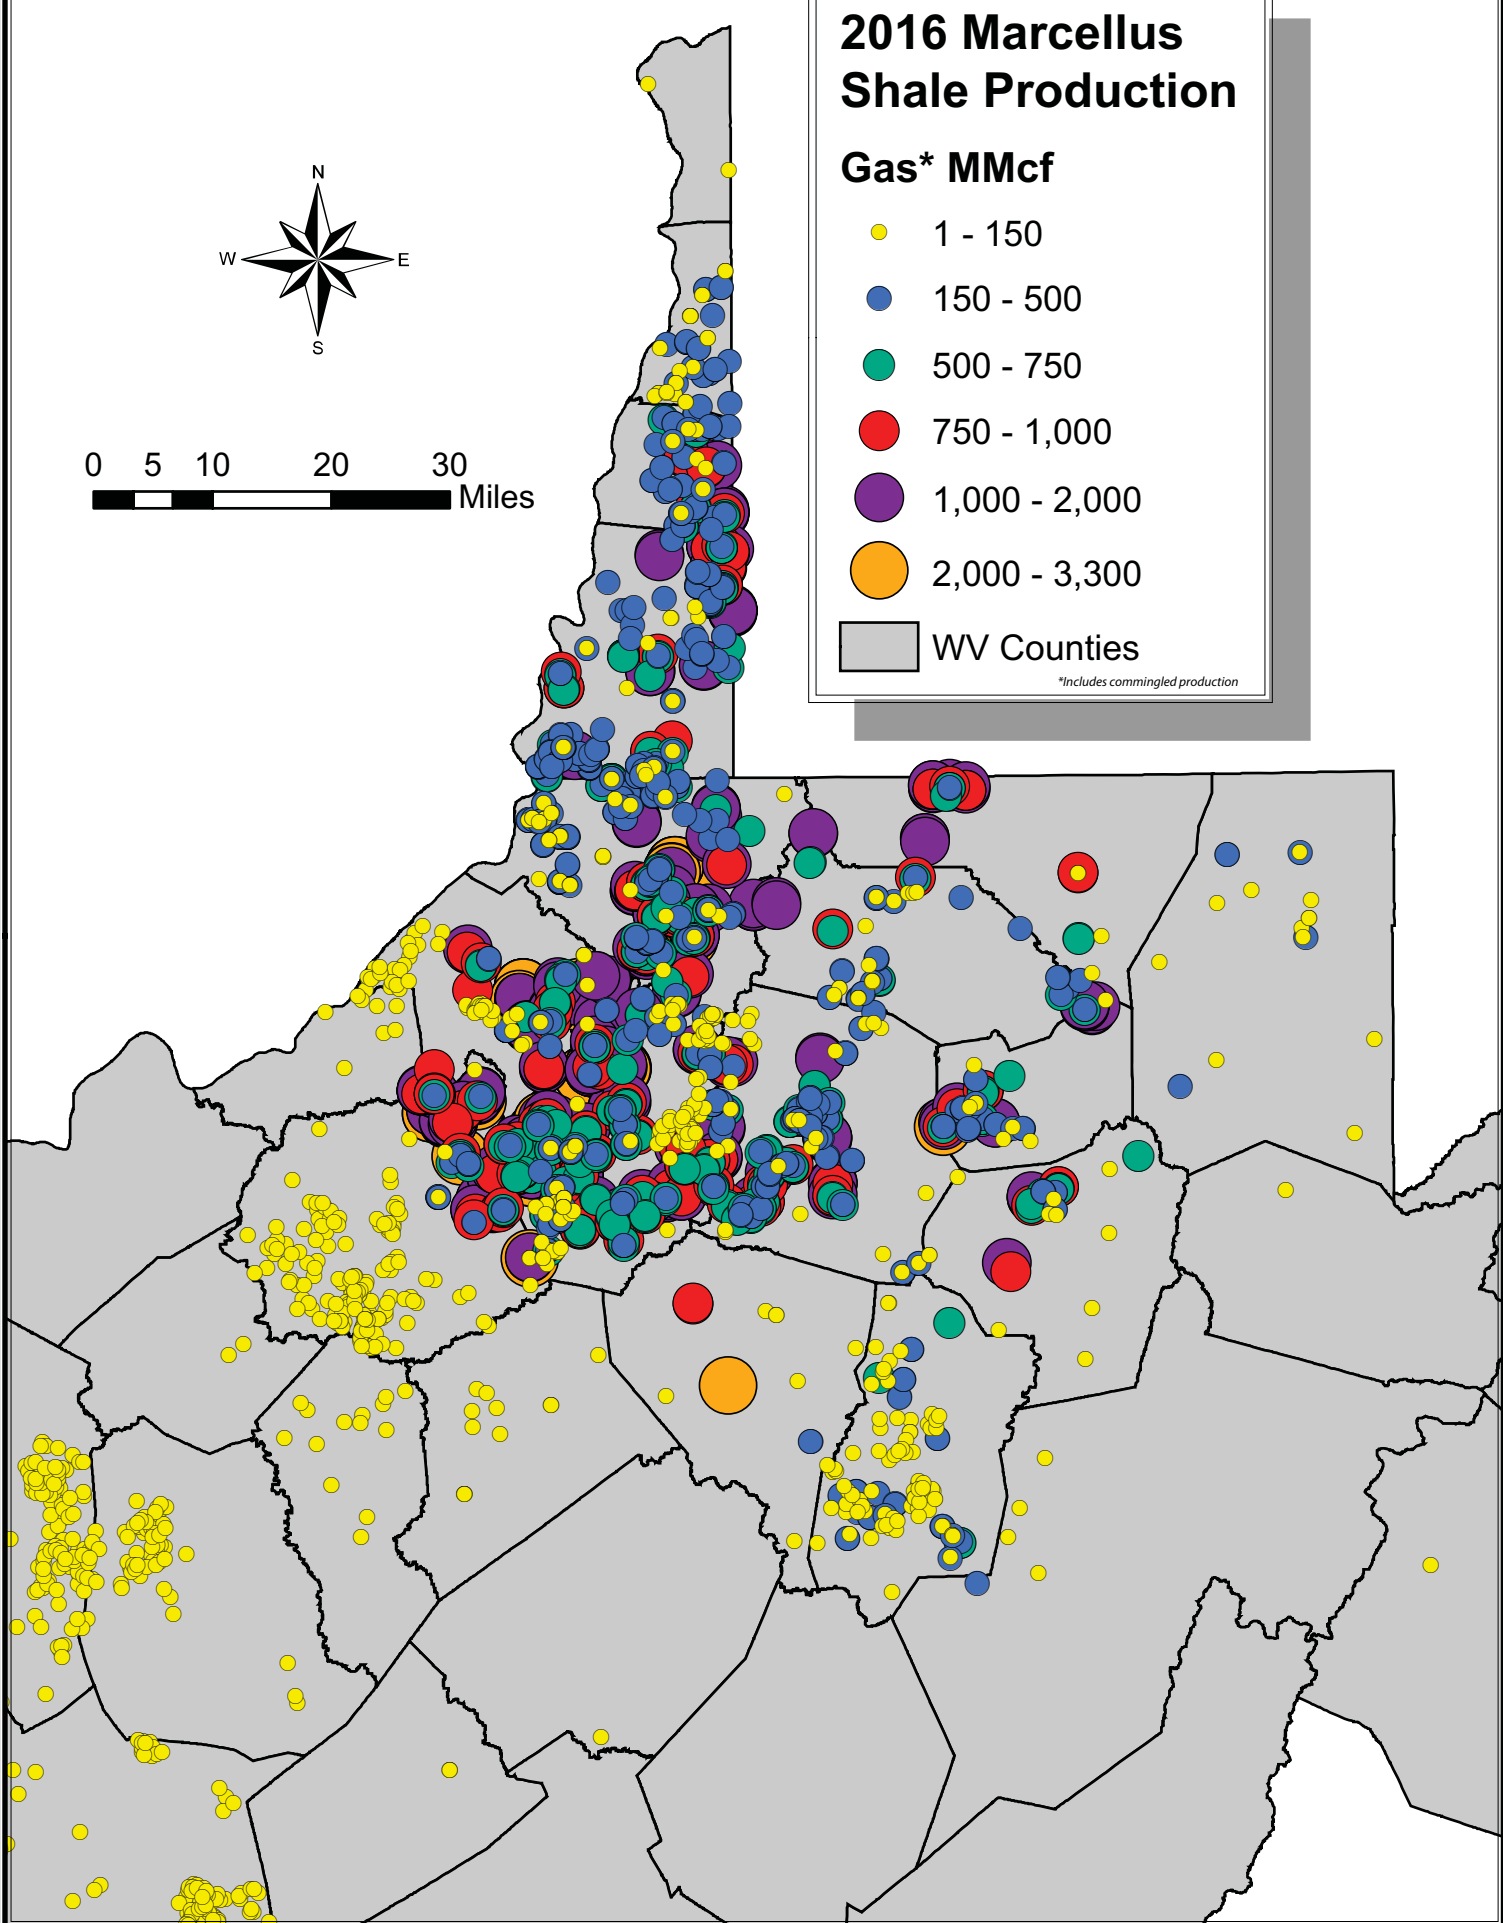 2016 Marcellus
Shale Production
Gas* MMcf
1 - 150
150 - 500
500 - 750
750 - 1,000
1,000 - 2,000
2,000 - 3,300
WV Counties
*Includes commingled production
N
W E
S
0 5 10 20 30
Miles